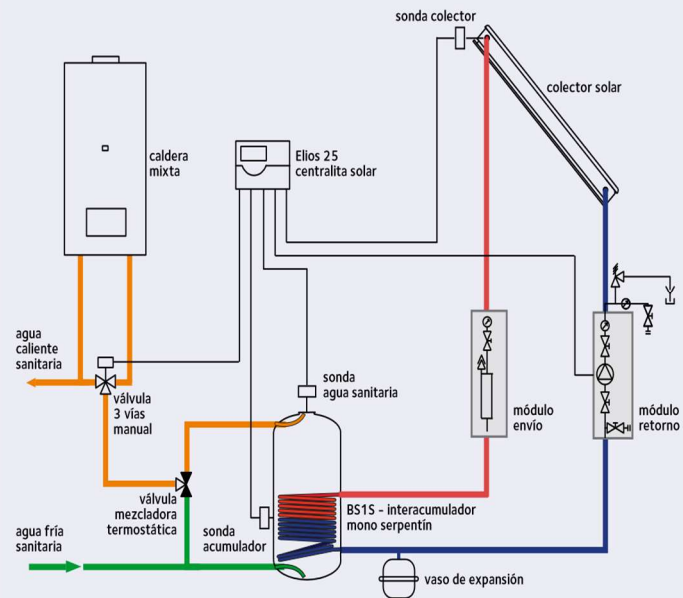 sonda colector
colector solar
caldera
mixta
Elios 25
centralita solar
agua
caliente
sanitaria
válvula
3 vías
manual
sonda
agua sanitaria
módulo
envío
módulo
retorno
válvula
mezcladora
termostática
sonda
acumulador
BS1S - interacumulador
mono serpentín
agua fría
sanitaria
vaso de expansión